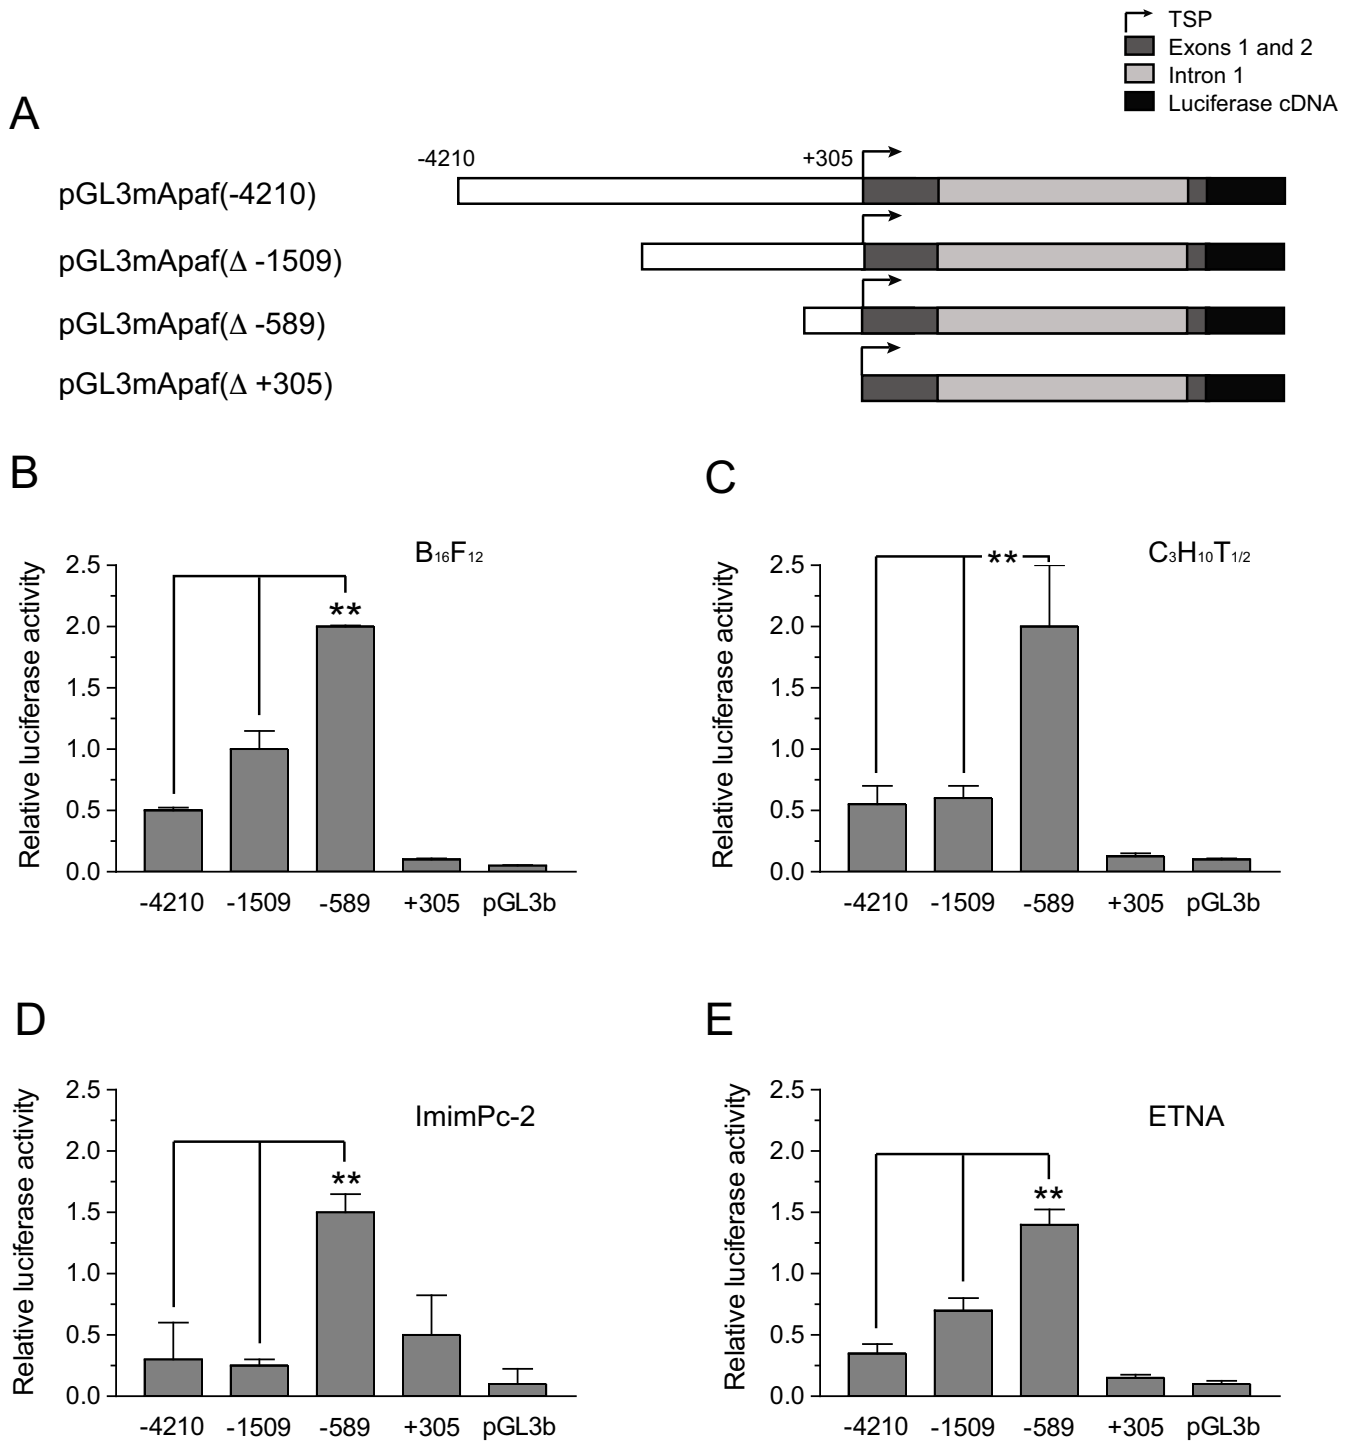 TSP
Exons 1 and 2
Intron 1
Luciferase cDNA
A
-4210 +305
pGL3mApaf(-4210)
pGL3mApaf(Δ -1509)
pGL3mApaf(Δ -589)
pGL3mApaf(Δ +305)
B
B₁₆F₁₂
Relative luciferase activity
2.5
2.0
1.5
1.0
0.5
0.0
**
-4210 -1509 -589 +305 pGL3b
C
C₃H₁₀T₁/₂
Relative luciferase activity
2.5
2.0
1.5
1.0
0.5
0.0
**
-4210 -1509 -589 +305 pGL3b
D
ImimPc-2
Relative luciferase activity
2.5
2.0
1.5
1.0
0.5
0.0
**
-4210 -1509 -589 +305 pGL3b
E
ETNA
Relative luciferase activity
2.5
2.0
1.5
1.0
0.5
0.0
**
-4210 -1509 -589 +305 pGL3b